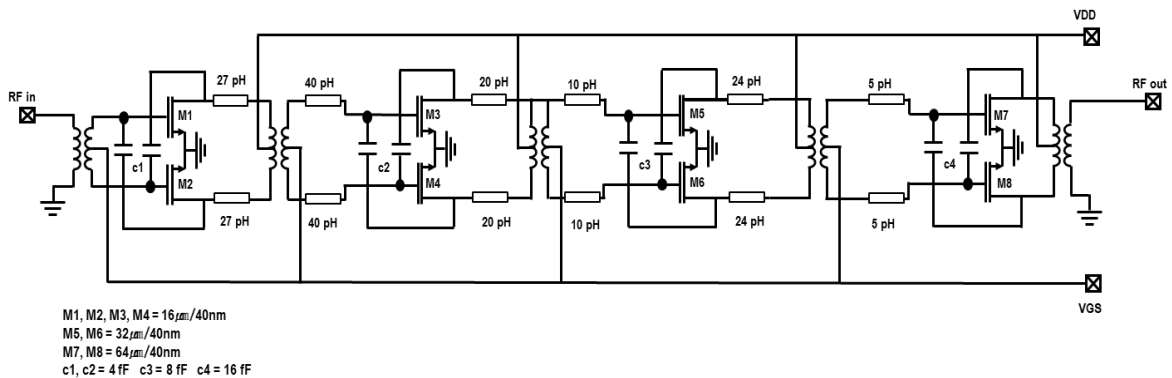 VDD
27 pH
40 pH
20 pH
10 pH
24 pH
5 pH
RF in
RF out
M1
M3
M5
M7
c1
c2
c3
c4
M2
M4
M6
M8
27 pH
40 pH
20 pH
10 pH
24 pH
5 pH
VGS
M1, M2, M3, M4 = 16㎛/40nm
M5, M6 = 32㎛/40nm
M7, M8 = 64㎛/40nm
c1, c2 = 4 fF c3 = 8 fF c4 = 16 fF